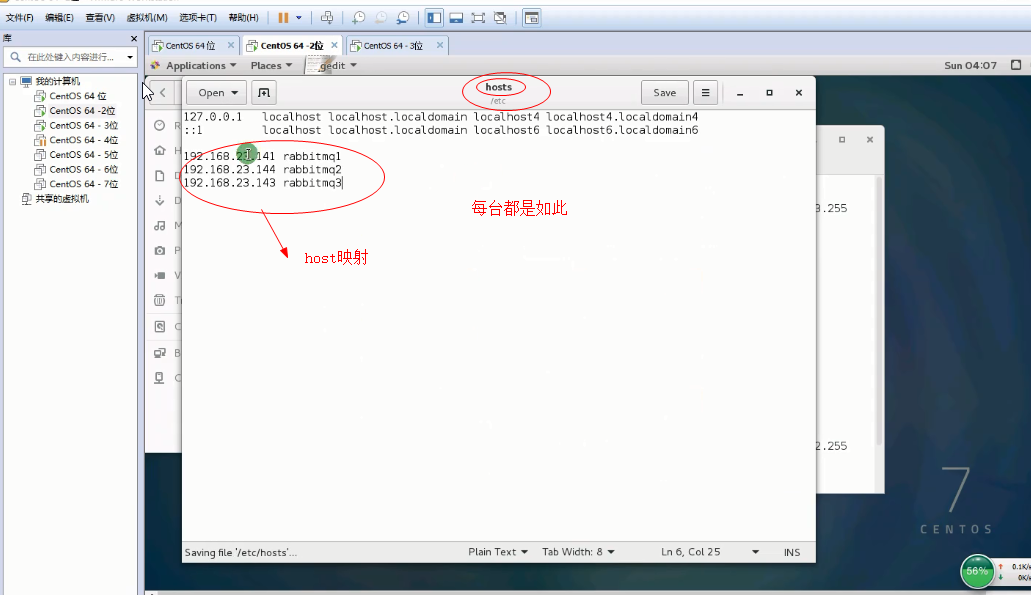 文件(F) 编辑(E) 查看(V) 虚拟机(M) 选项卡(T) 帮助(H)
库
在此处键入内容进行...
我的计算机
CentOS 64 位
CentOS 64 -2位
CentOS 64 - 3位
CentOS 64 - 4位
CentOS 64 - 5位
CentOS 64 - 6位
CentOS 64 - 7位
共享的虚拟机
CentOS 64 位 CentOS 64 -2位 CentOS 64 - 3位
Applications Places gedit Sun 04:07
Open hosts Save
/etc
127.0.0.1 localhost localhost.localdomain localhost4 localhost4.localdomain4
::1 localhost localhost.localdomain localhost6 localhost6.localdomain6
192.168.23.141 rabbitmq1
192.168.23.144 rabbitmq2
192.168.23.143 rabbitmq3
每台都是如此
host映射
3.255
2.255
7
CENTOS
Saving file '/etc/hosts'... Plain Text Tab Width: 8 Ln 6, Col 25 INS
56%
0.1K/s
0K/s